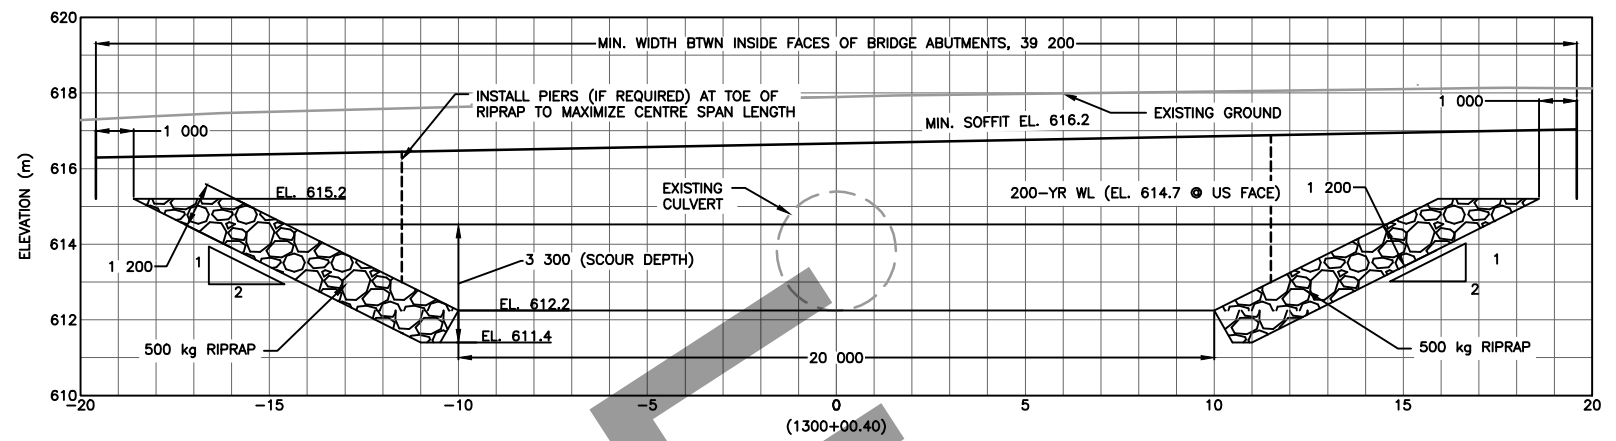 620
MIN. WIDTH BTWN INSIDE FACES OF BRIDGE ABUTMENTS, 39 200
618
INSTALL PIERS (IF REQUIRED) AT TOE OF
RIPRAP TO MAXIMIZE CENTRE SPAN LENGTH
EXISTING GROUND
1 000
1 000
MIN. SOFFIT EL. 616.2
616
ELEVATION (m)
EL. 615.2
EXISTING
CULVERT
200-YR WL (EL. 614.7 @ US FACE)
1 200
614
1 200
1
2
3 300 (SCOUR DEPTH)
1
2
EL. 612.2
612
EL. 611.4
500 kg RIPRAP
20 000
500 kg RIPRAP
610
-20
-15
-10
-5
0
5
10
15
20
(1300+00.40)